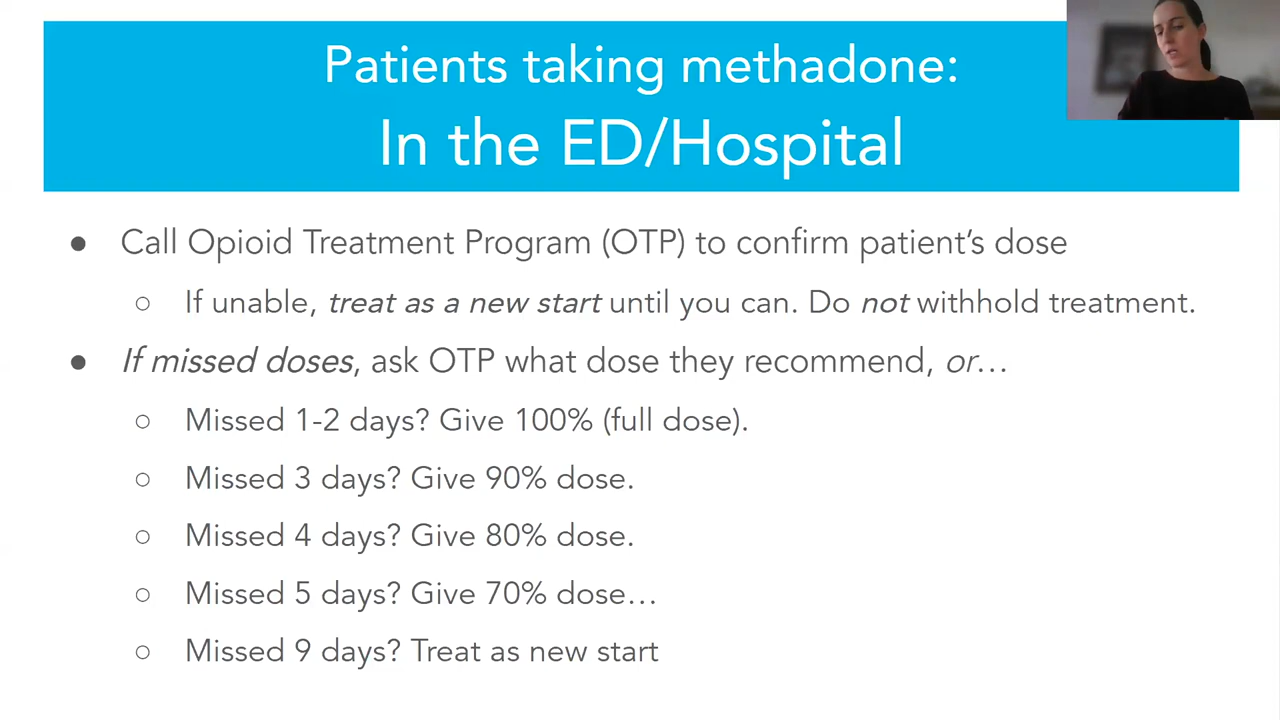 Patients taking methadone:
In the ED/Hospital
● Call Opioid Treatment Program (OTP) to confirm patient’s dose
○ If unable, treat as a new start until you can. Do not withhold treatment.
● If missed doses, ask OTP what dose they recommend, or…
○ Missed 1-2 days? Give 100% (full dose).
○ Missed 3 days? Give 90% dose.
○ Missed 4 days? Give 80% dose.
○ Missed 5 days? Give 70% dose…
○ Missed 9 days? Treat as new start